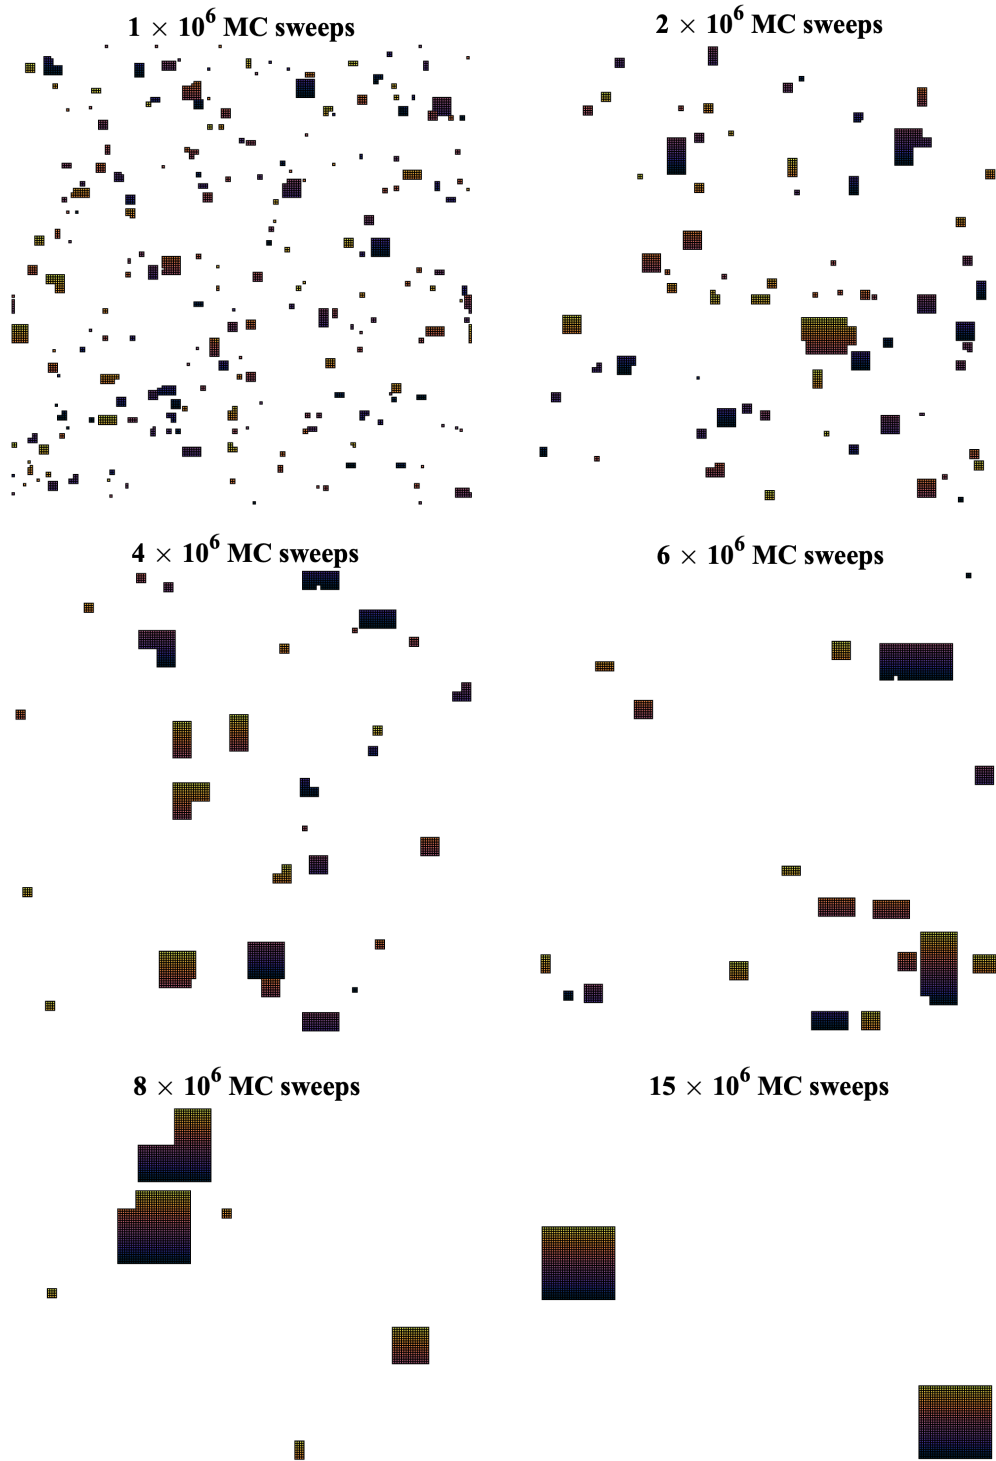 1 × 10⁶ MC sweeps
2 × 10⁶ MC sweeps
4 × 10⁶ MC sweeps
6 × 10⁶ MC sweeps
8 × 10⁶ MC sweeps
15 × 10⁶ MC sweeps